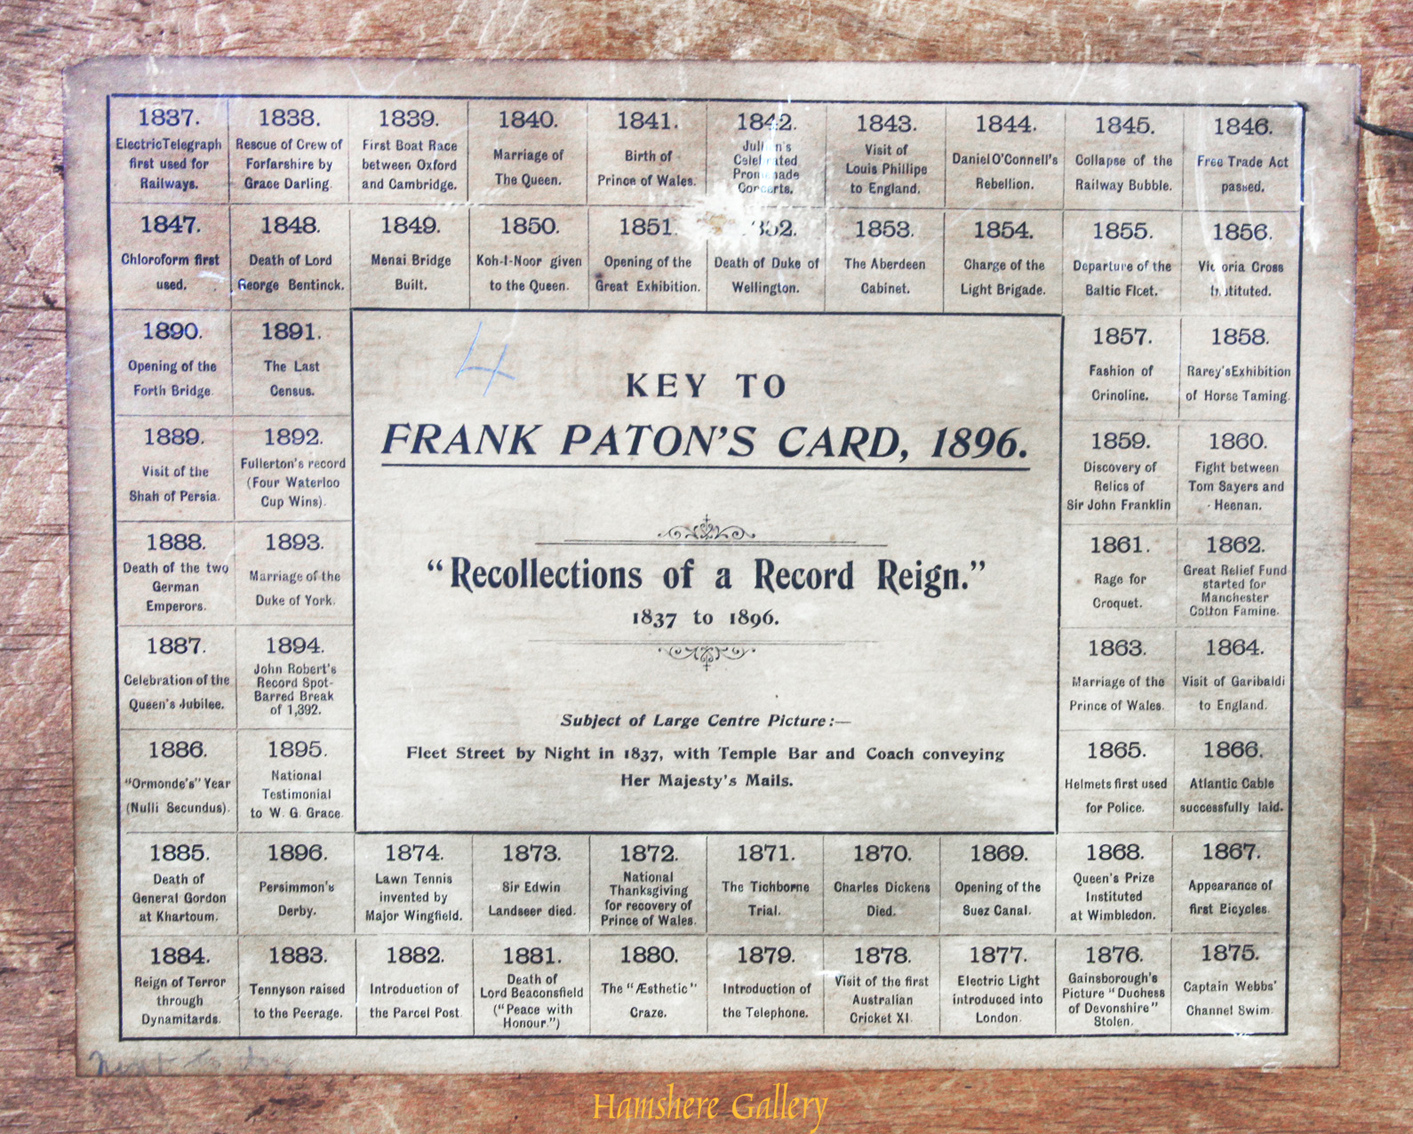 1837.
Electric Telegraph
first used for
Railways.
1838.
Rescue of Crew of
Forfarshire by
Grace Darling.
1839.
First Boat Race
between Oxford
and Cambridge.
1840.
Marriage of
The Queen.
1841.
Birth of
Prince of Wales.
1842.
Celebrated
Promenade
Concerts.
1843.
Visit of
Louis Phillipe
to England.
1844.
Daniel O'Connell's
Rebellion.
1845.
Collapse of the
Railway Bubble.
1846.
Free Trade Act
passed.
1847.
Chloroform first
used.
1848.
Death of Lord
George Bentinck.
1849.
Menai Bridge
Built.
1850.
Koh-I-Noor given
to the Queen.
1851.
Opening of the
Great Exhibition.
1852.
Death of Duke of
Wellington.
1853.
The Aberdeen
Cabinet.
1854.
Charge of the
Light Brigade.
1855.
Departure of the
Baltic Fleet.
1856.
Victoria Cross
Instituted.
1890.
Opening of the
Forth Bridge.
1891.
The Last
Census.
4
KEY TO
FRANK PATON'S CARD, 1896.
"Recollections of a Record Reign."
1837 to 1896.
Subject of Large Centre Picture:—
Fleet Street by Night in 1837, with Temple Bar and Coach conveying
Her Majesty's Mails.
1857.
Fashion of
Crinoline.
1858.
Rarey's Exhibition
of Horse Taming.
1889.
Visit of the
Shah of Persia.
1892.
Fullerton's record
(Four Waterloo
Cup Wins).
1859.
Discovery of
Relics of
Sir John Franklin
1860.
Fight between
Tom Sayers and
Heenan.
1888.
Death of the two
German
Emperors.
1893.
Marriage of the
Duke of York.
1861.
Rage for
Croquet.
1862.
Great Relief Fund
started for
Manchester
Cotton Famine.
1887.
Celebration of the
Queen's Jubilee.
1894.
John Robert's
Record Spot-
Barred Break
of 1,392.
1863.
Marriage of the
Prince of Wales.
1864.
Visit of Garibaldi
to England.
1886.
"Ormonde's" Year
(Nulli Secundus).
1895.
National
Testimonial
to W. G. Grace.
1865.
Helmets first used
for Police.
1866.
Atlantic Cable
successfully laid.
1885.
Death of
General Gordon
at Khartoum.
1896.
Persimmon's
Derby.
1874.
Lawn Tennis
invented by
Major Wingfield.
1873.
Sir Edwin
Landseer died.
1872.
National
Thanksgiving
for recovery of
Prince of Wales.
1871.
The Tichborne
Trial.
1870.
Charles Dickens
Died.
1869.
Opening of the
Suez Canal.
1868.
Queen's Prize
Instituted
at Wimbledon.
1867.
Appearance of
first Bicycles.
1884.
Reign of Terror
through
Dynamitards.
1883.
Tennyson raised
to the Peerage.
1882.
Introduction of
the Parcel Post.
1881.
Death of
Lord Beaconsfield
("Peace with
Honour.")
1880.
The "Æsthetic"
Craze.
1879.
Introduction of
the Telephone.
1878.
Visit of the first
Australian
Cricket XI.
1877.
Electric Light
introduced into
London.
1876.
Gainsborough's
Picture "Duchess
of Devonshire"
Stolen.
1875.
Captain Webbs'
Channel Swim.
Hamshere Gallery